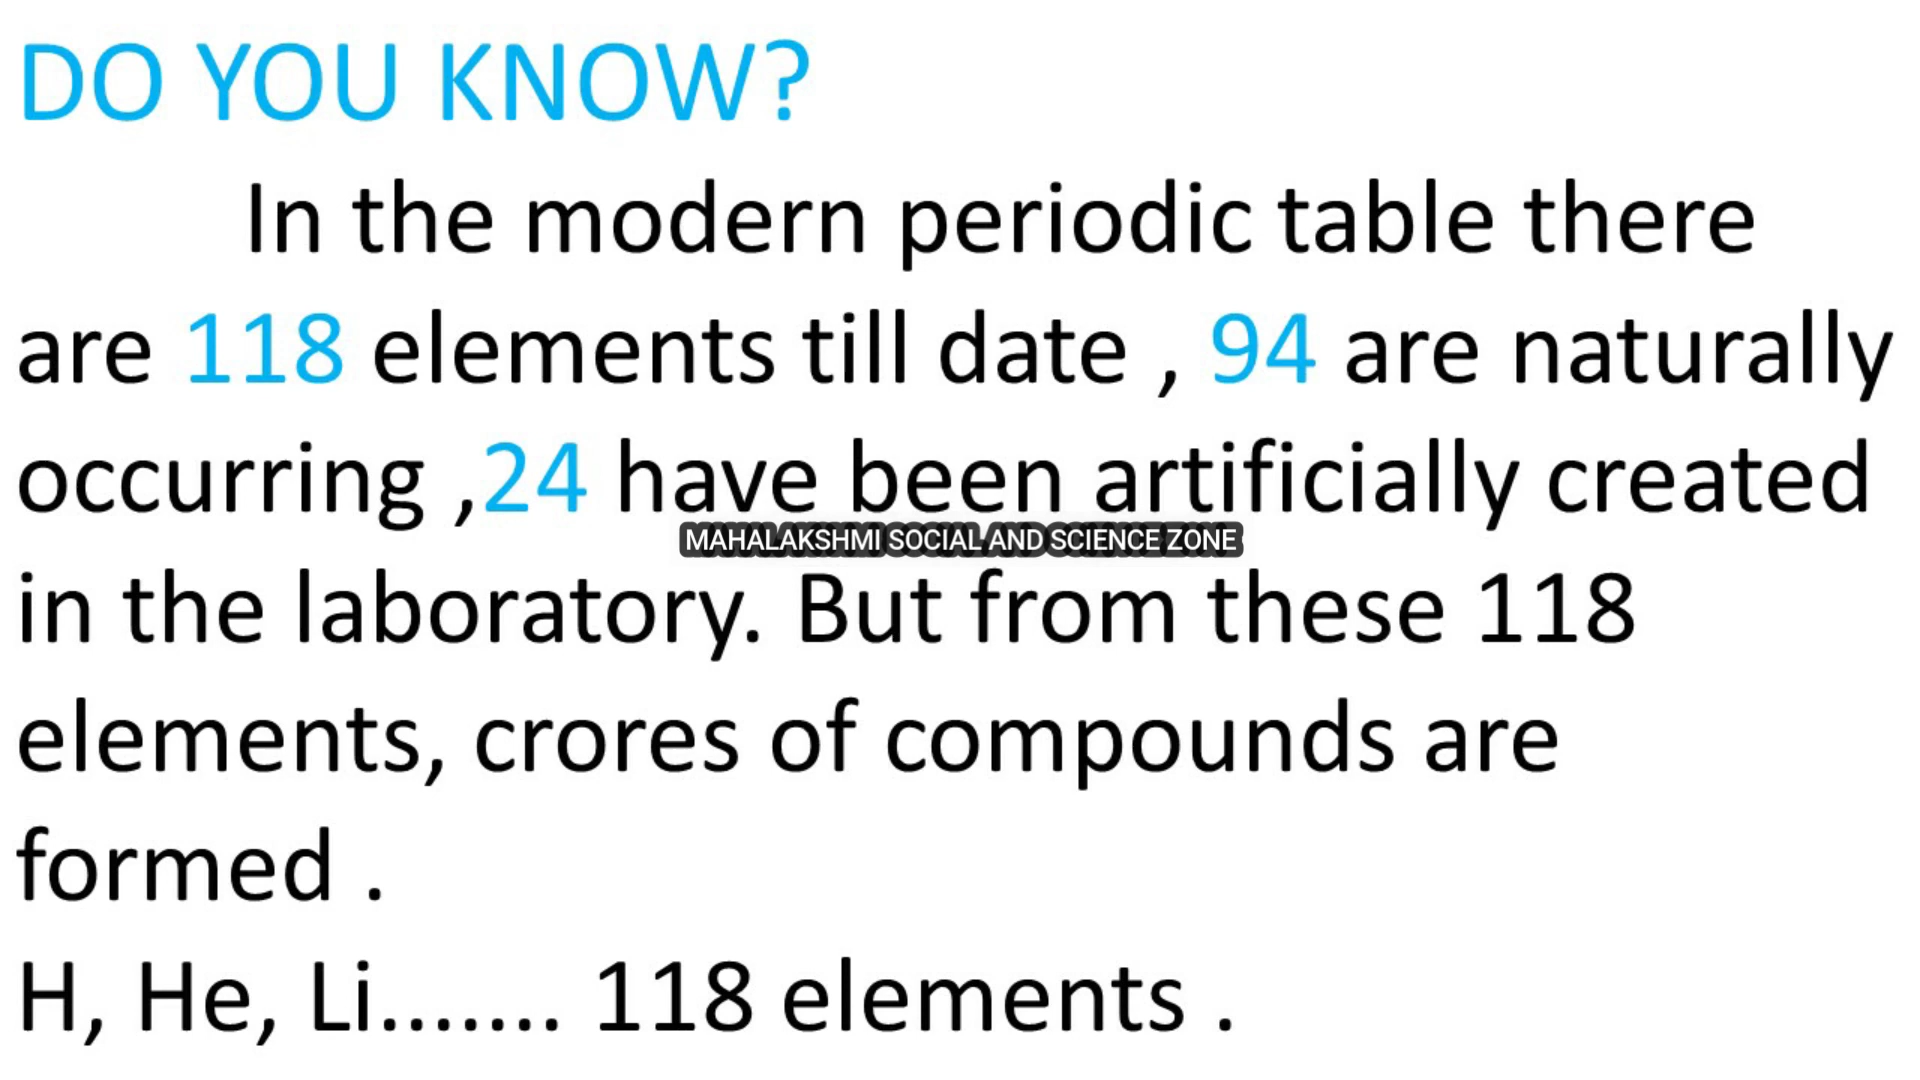 DO YOU KNOW?
In the modern periodic table there
are 118 elements till date , 94 are naturally
occurring ,24 have been artificially created
MAHALAKSHMI SOCIAL AND SCIENCE ZONE
in the laboratory. But from these 118
elements, crores of compounds are
formed .
H, He, Li....... 118 elements .